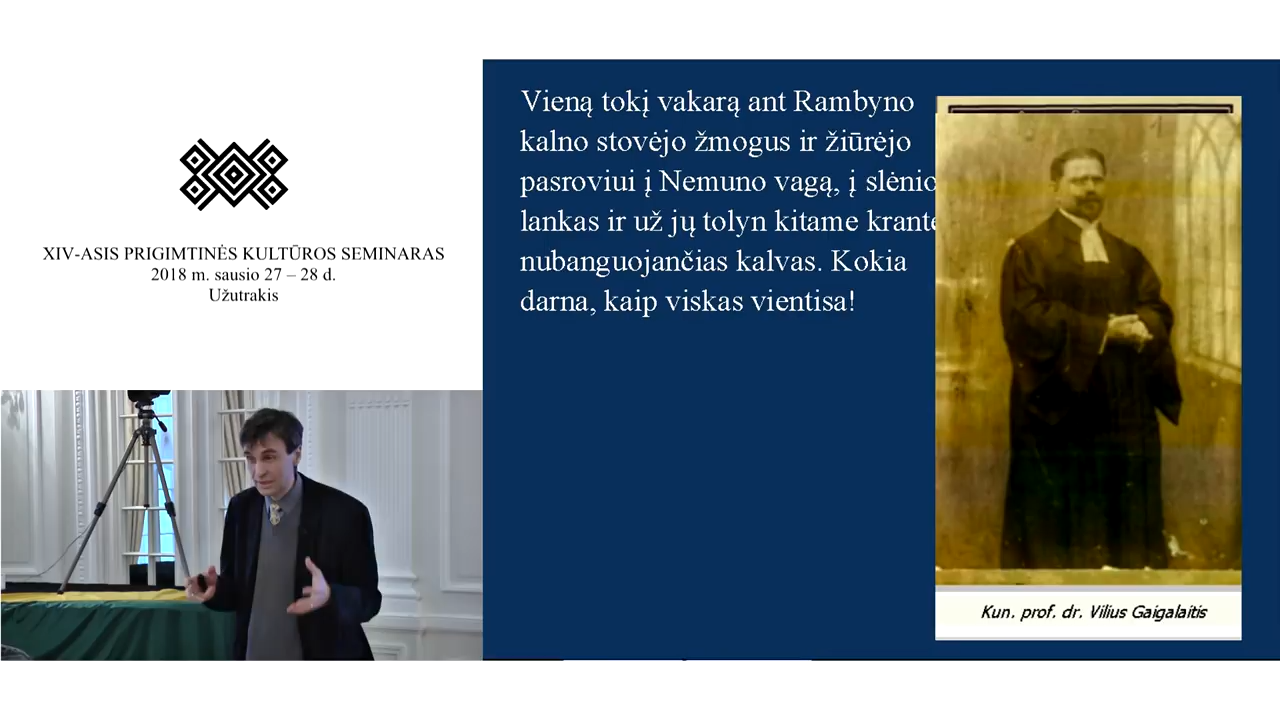 XIV-ASIS PRIGIMTINĖS KULTŪROS SEMINARAS
2018 m. sausio 27 – 28 d.
Užutrakis
Vieną tokį vakarą ant Rambyno
kalno stovėjo žmogus ir žiūrėjo
pasroviui į Nemuno vagą, į slėnio
lankas ir už jų tolyn kitame krante
nubanguojančias kalvas. Kokia
darna, kaip viskas vientisa!
Kun. prof. dr. Vilius Gaigalaitis